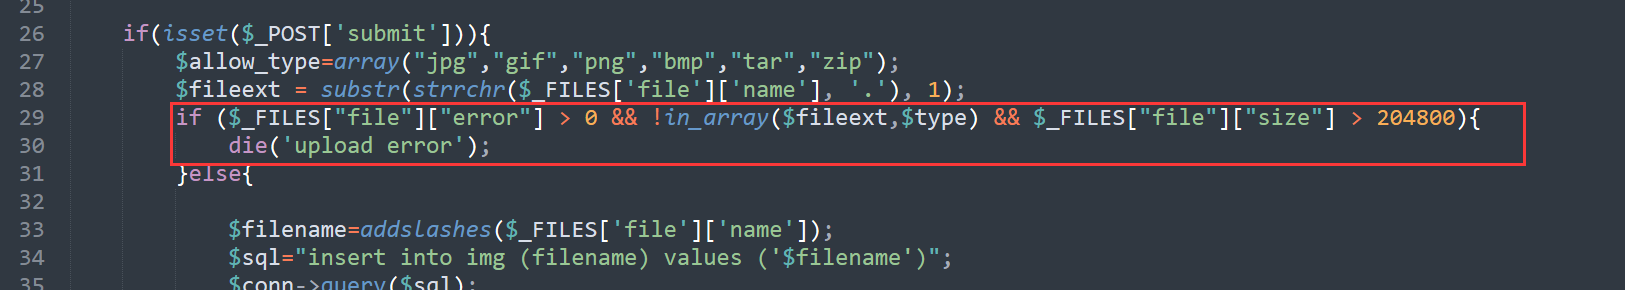 25
26 if(isset($_POST['submit'])){
27 $allow_type=array("jpg","gif","png","bmp","tar","zip");
28 $fileext = substr(strrchr($_FILES['file']['name'], '.'), 1);
29 if ($_FILES["file"]["error"] > 0 && !in_array($fileext,$type) && $_FILES["file"]["size"] > 204800){
30 die('upload error');
31 }else{
32
33 $filename=addslashes($_FILES['file']['name']);
34 $sql="insert into img (filename) values ('$filename')";
35 $conn->query($sql);